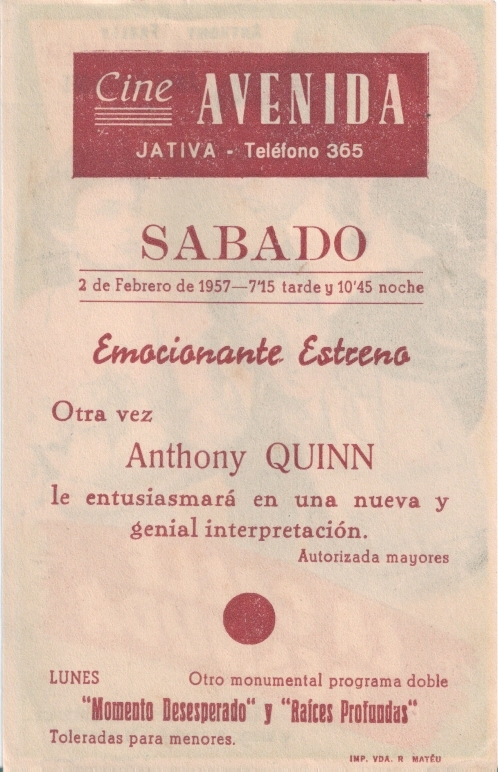 Cine AVENIDA
JATIVA - Teléfono 365
SABADO
2 de Febrero de 1957—7'15 tarde y 10'45 noche
Emocionante Estreno
Otra vez
Anthony QUINN
le entusiasmará en una nueva y
genial interpretación.
Autorizada mayores
LUNES Otro monumental programa doble
"Momento Desesperado" y "Raíces Profundas"
Toleradas para menores.
IMP. VDA. R MATÉU